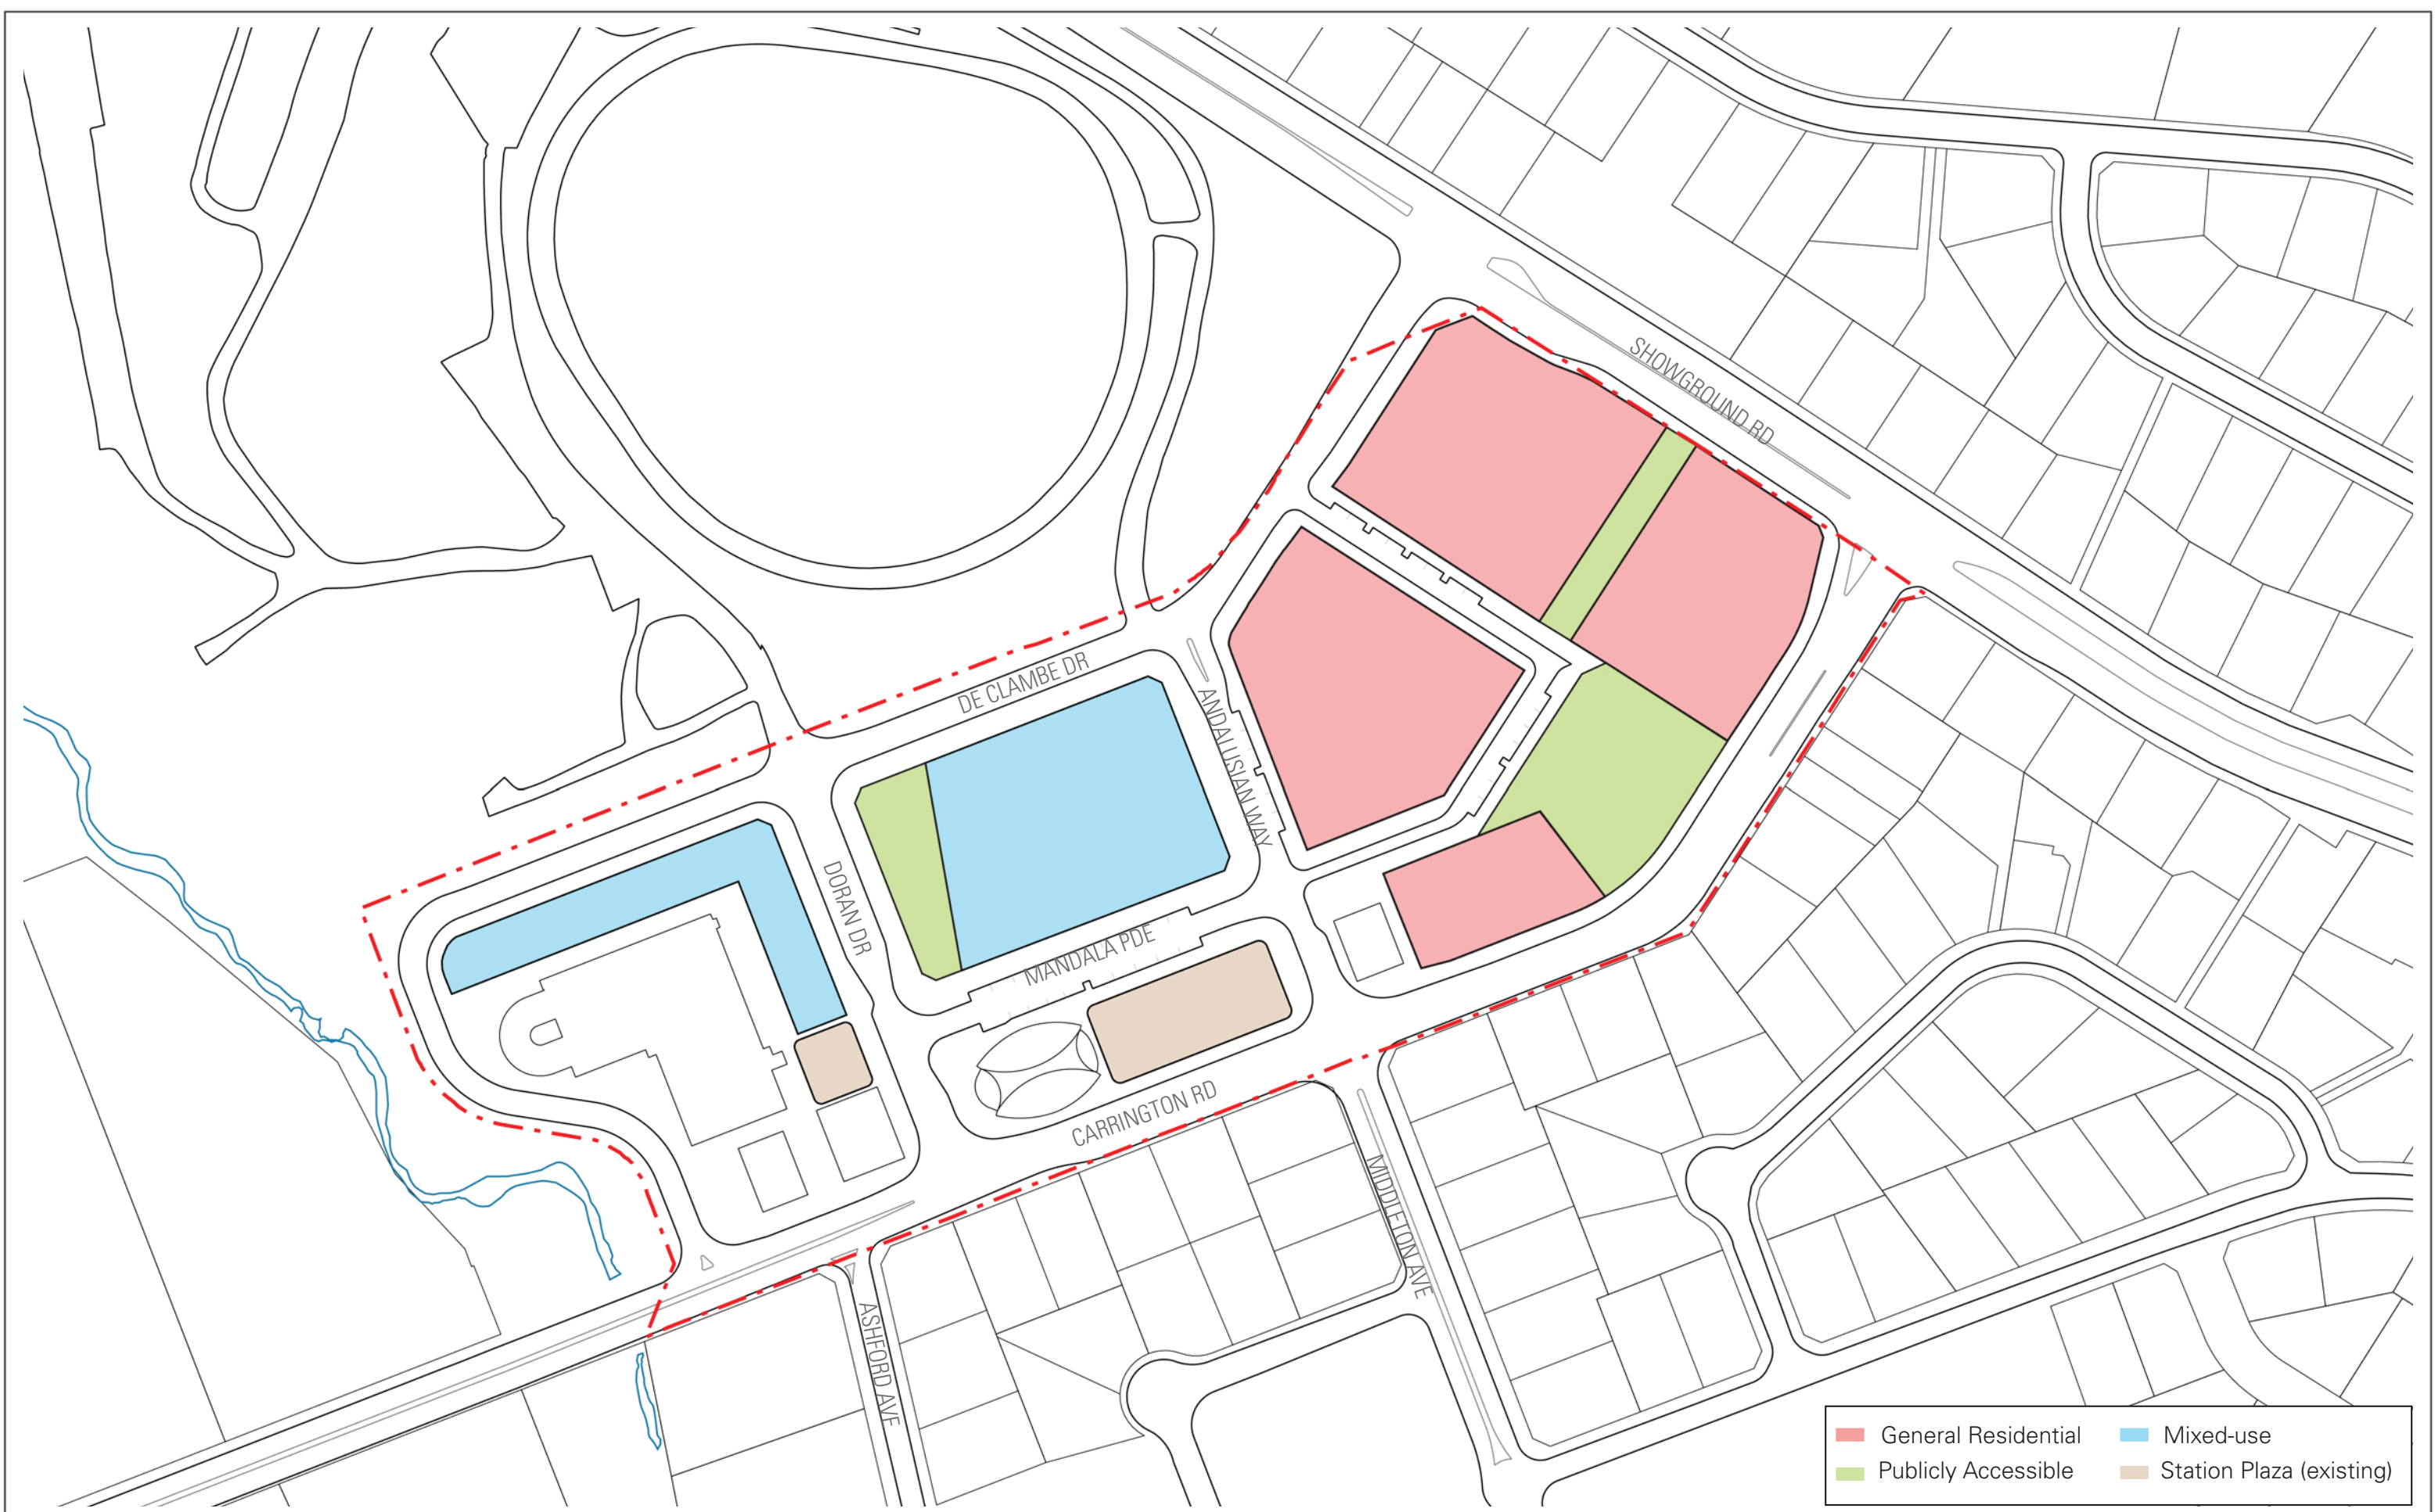 SHOWGROUND RD
DE CLAMBE DR
ANDALUSIAN WAY
DORAN DR
MANDALA PDE
CARRINGTON RD
MIDDLETON AVE
ASHFORD AVE
General Residential
Mixed-use
Publicly Accessible
Station Plaza (existing)